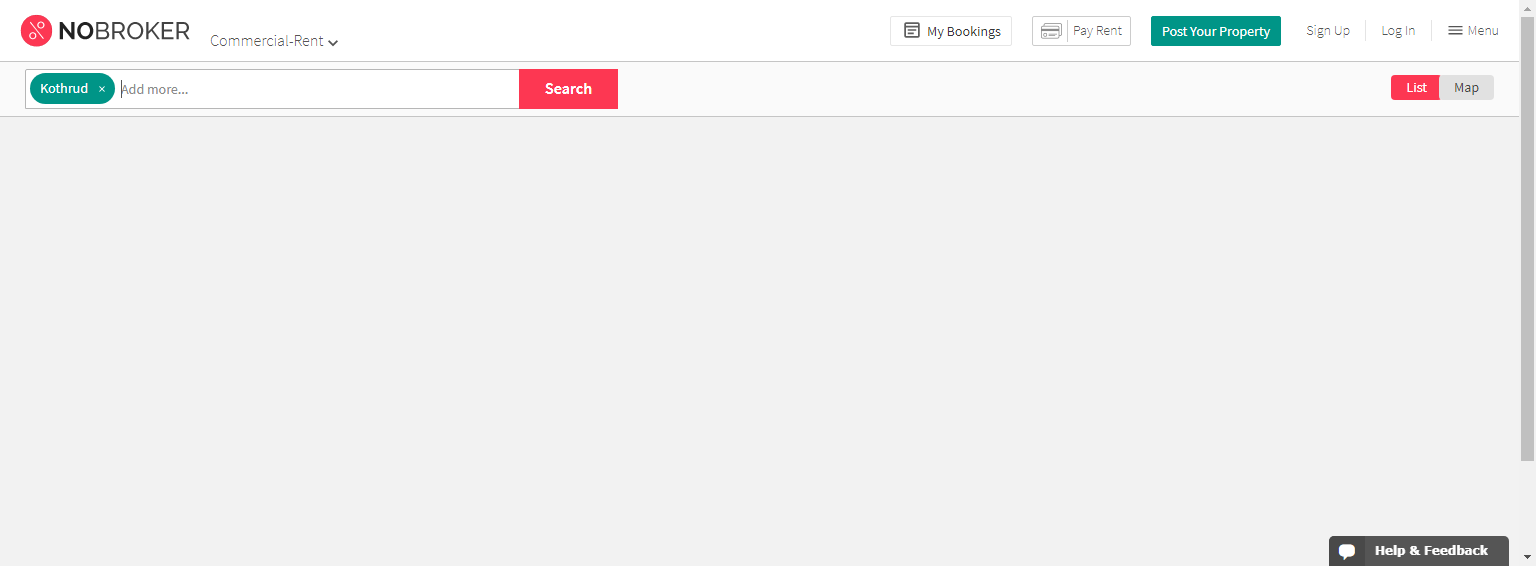 NOBROKER
Commercial-Rent
My Bookings
Pay Rent
Post Your Property
Sign Up
Log In
Menu
Kothrud ×
Add more...
Search
List
Map
Help & Feedback